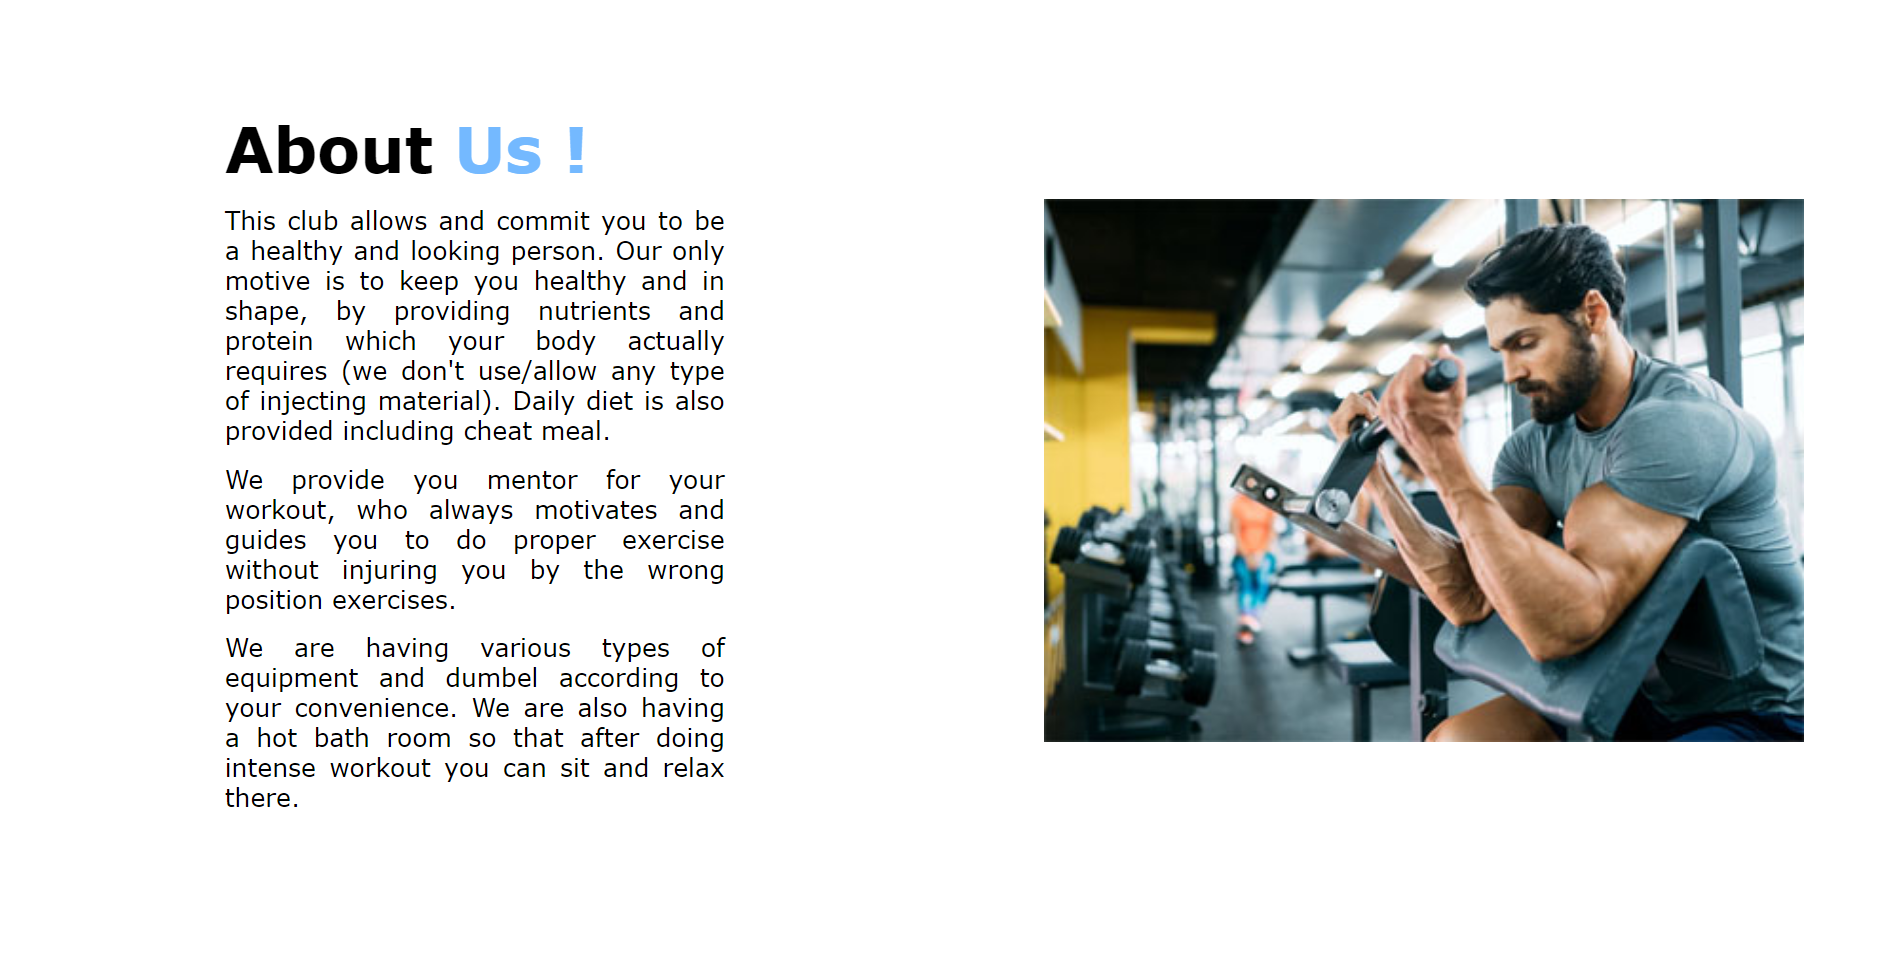 About Us !
This club allows and commit you to be
a healthy and looking person. Our only
motive is to keep you healthy and in
shape, by providing nutrients and
protein which your body actually
requires (we don't use/allow any type
of injecting material). Daily diet is also
provided including cheat meal.
We provide you mentor for your
workout, who always motivates and
guides you to do proper exercise
without injuring you by the wrong
position exercises.
We are having various types of
equipment and dumbel according to
your convenience. We are also having
a hot bath room so that after doing
intense workout you can sit and relax
there.